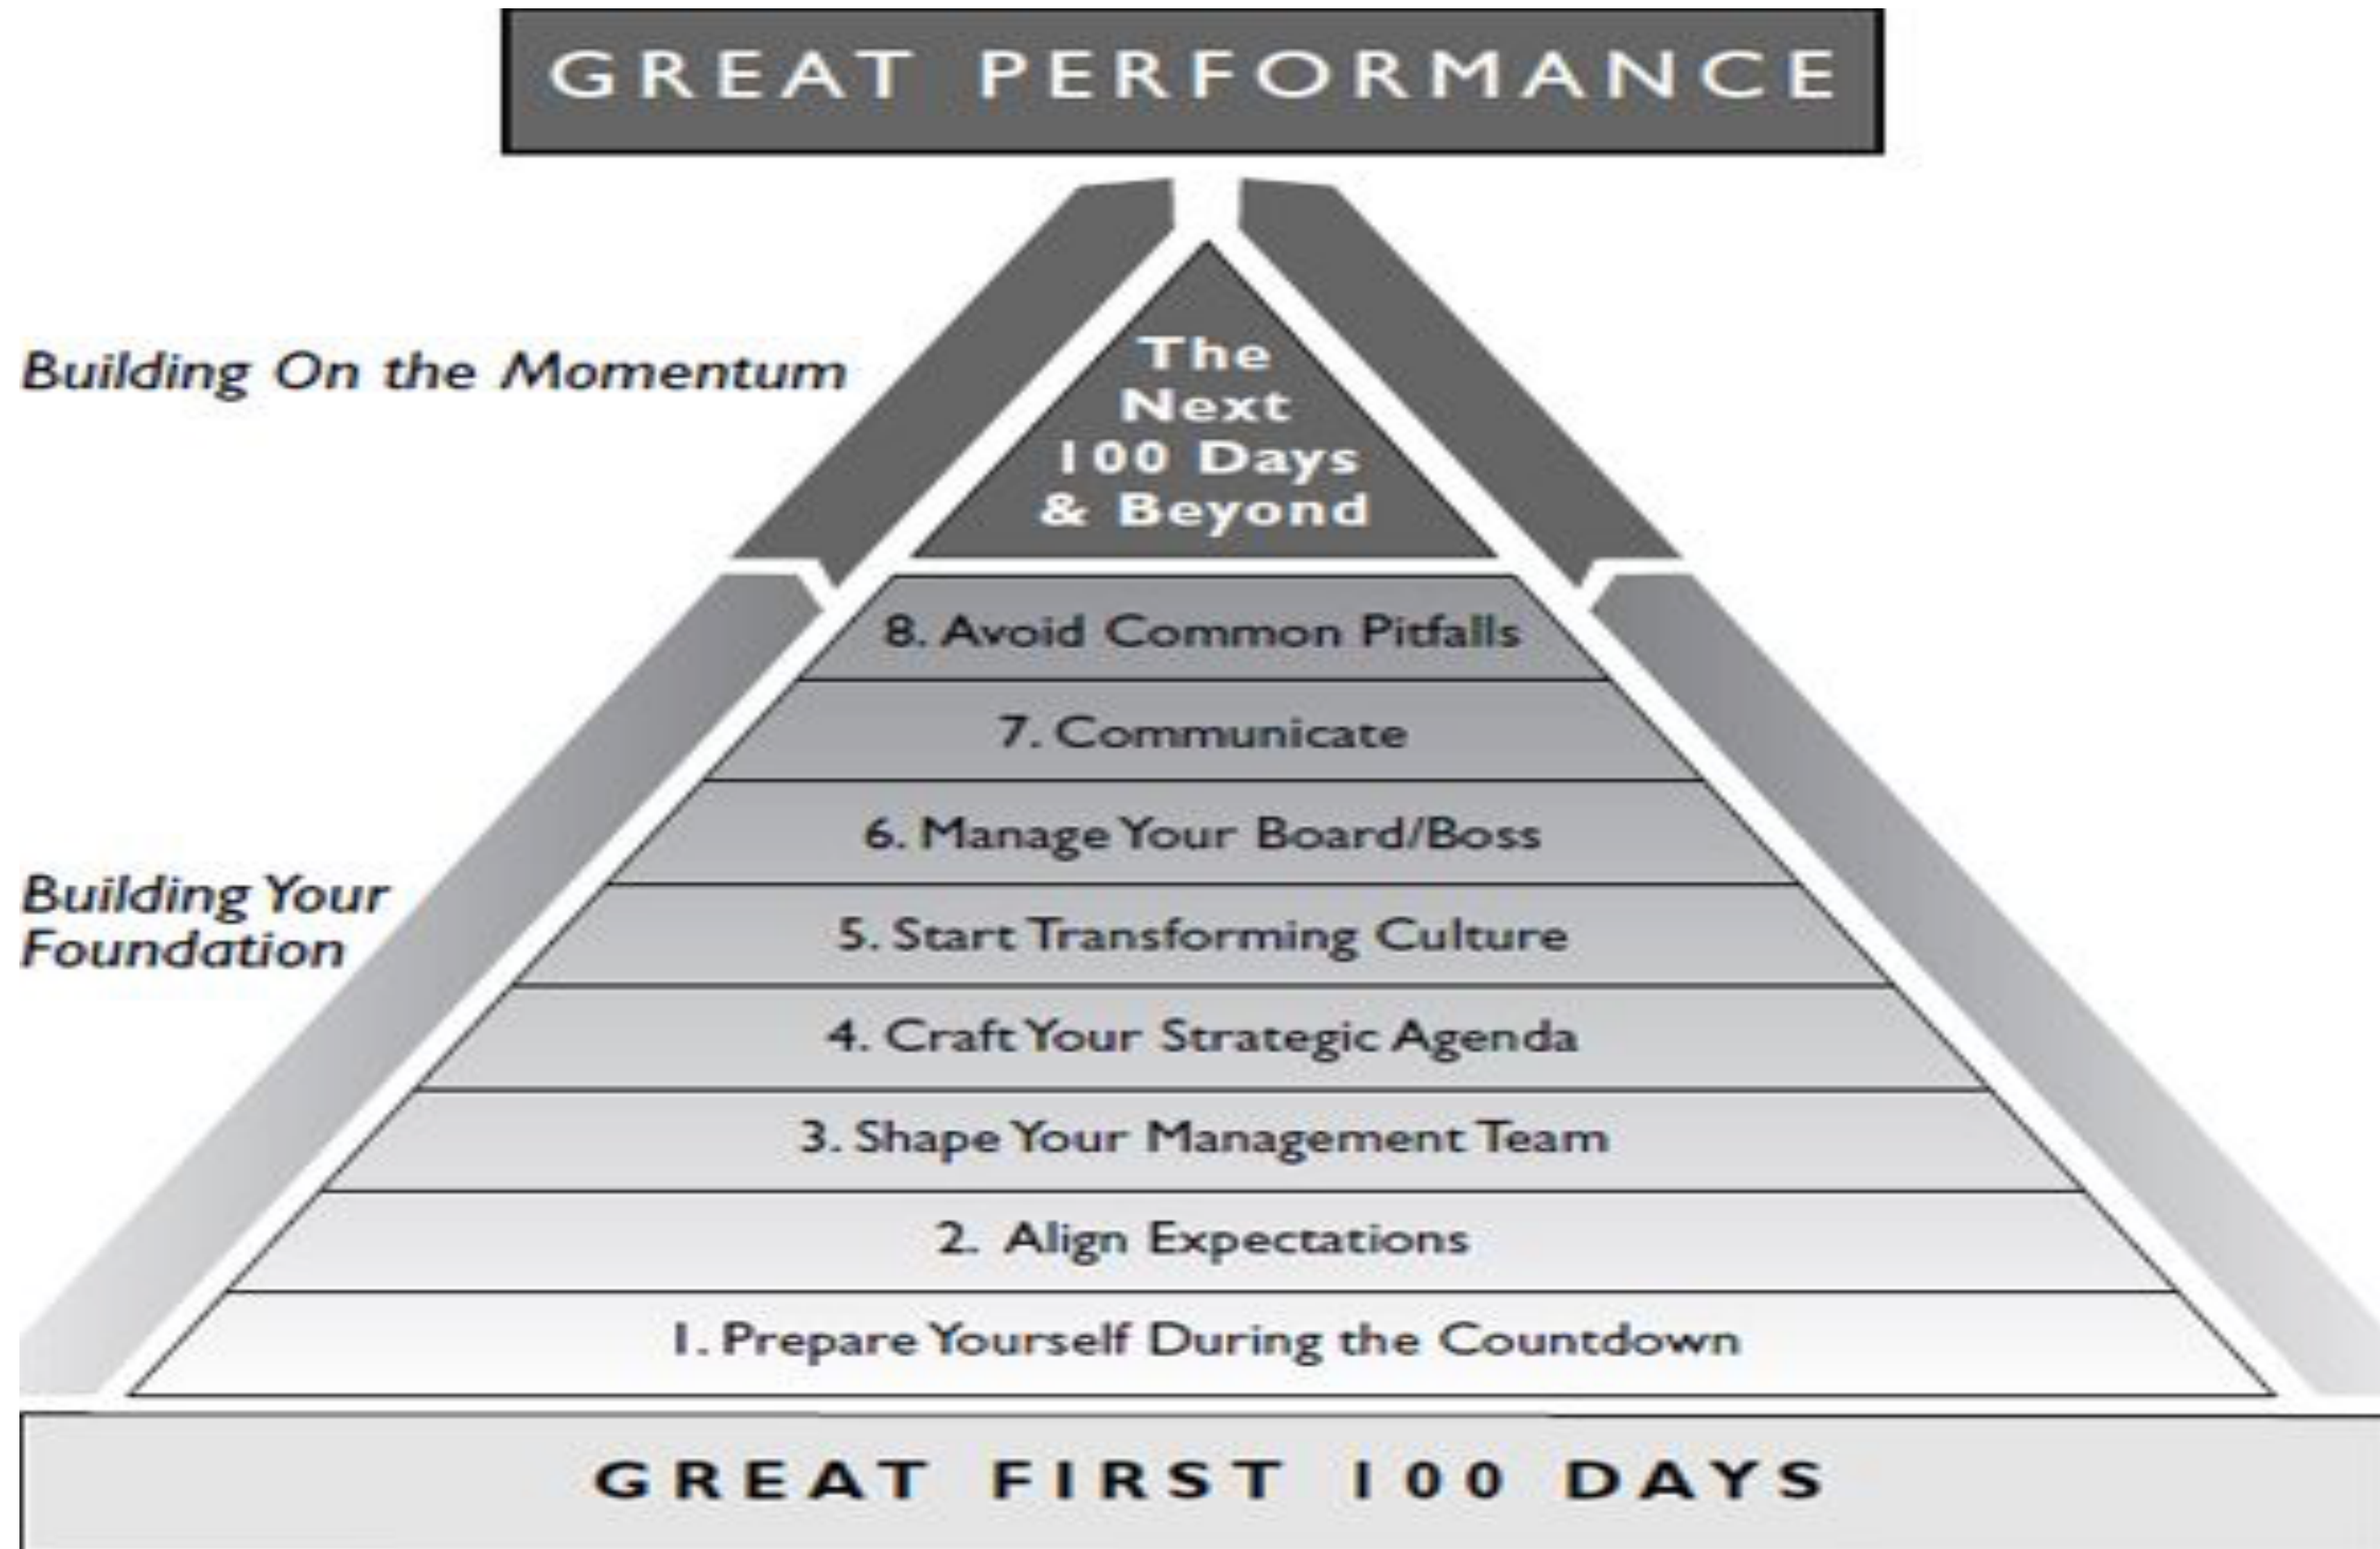 GREAT PERFORMANCE
Building On the Momentum
The
Next
100 Days
& Beyond
8. Avoid Common Pitfalls
7. Communicate
6. Manage Your Board/Boss
Building Your
Foundation
5. Start Transforming Culture
4. Craft Your Strategic Agenda
3. Shape Your Management Team
2. Align Expectations
1. Prepare Yourself During the Countdown
GREAT FIRST 100 DAYS